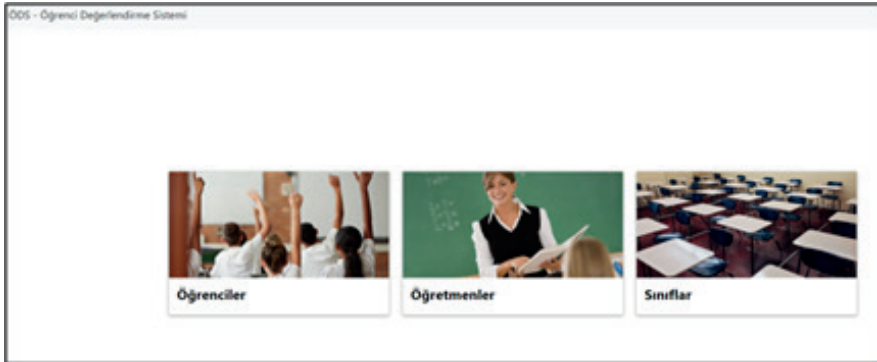 ÖDS - Öğrenci Değerlendirme Sistemi
Öğrenciler
Öğretmenler
Sınıflar